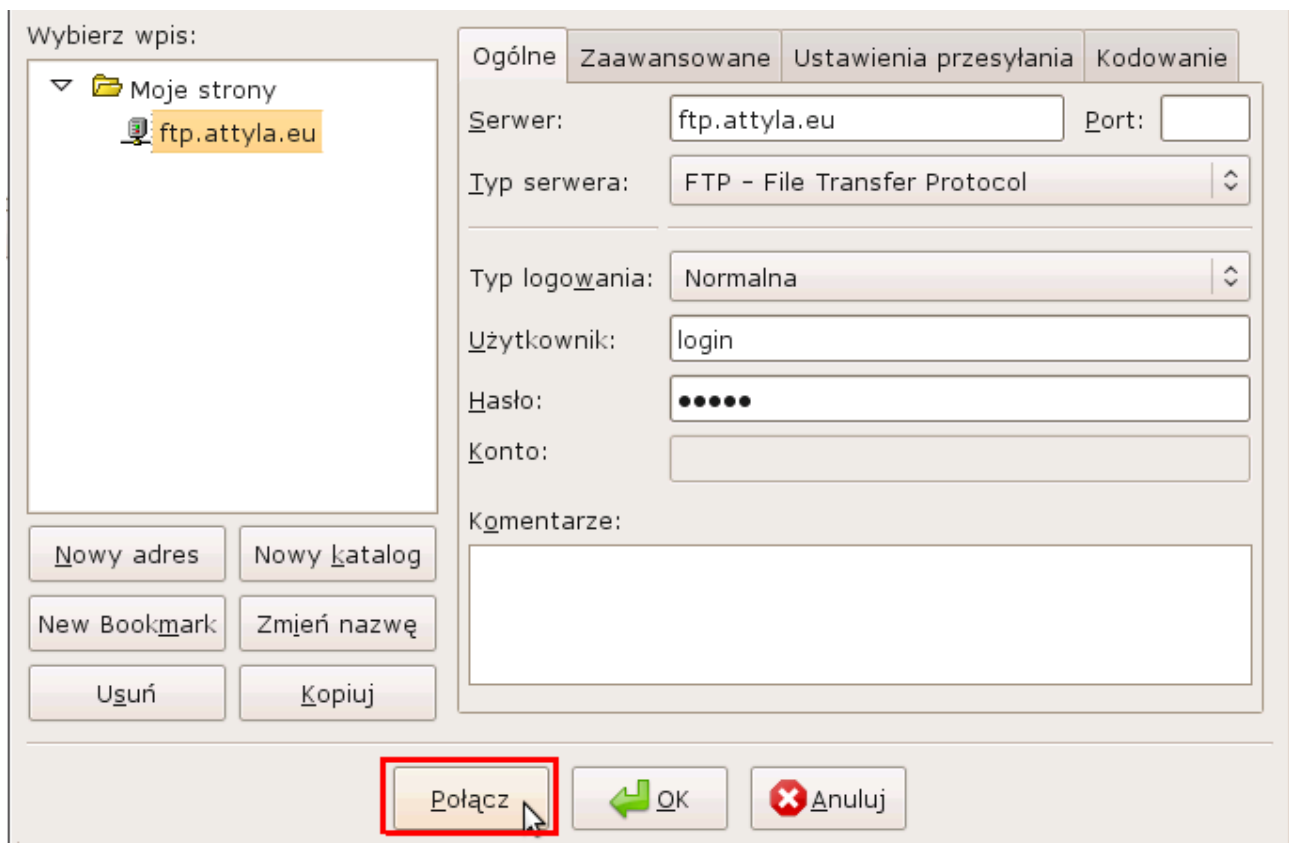 Wybierz wpis:
Moje strony
ftp.attyla.eu
Nowy adres
Nowy katalog
New Bookmark
Zmień nazwę
Usuń
Kopiuj
Ogólne Zaawansowane Ustawienia przesyłania Kodowanie
Serwer: ftp.attyla.eu Port:
Typ serwera: FTP – File Transfer Protocol
Typ logowania: Normalna
Użytkownik: login
Hasło: •••••
Konto:
Komentarze:
Połącz OK Anuluj